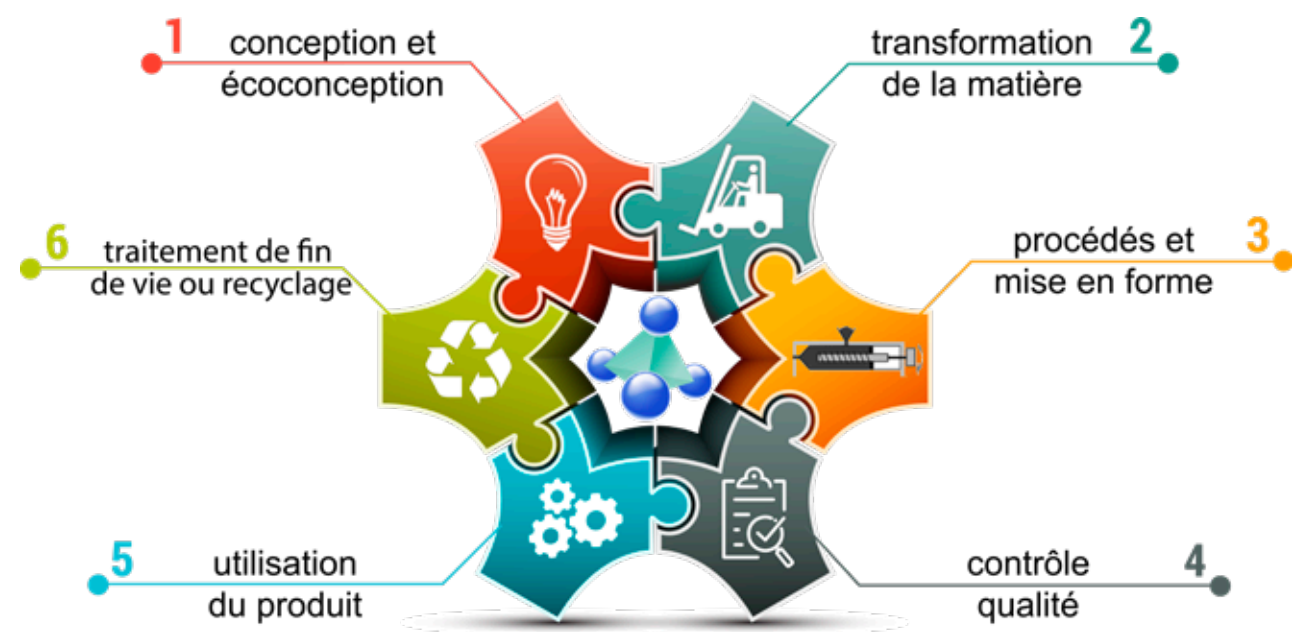 1
conception et
écoconception
2
transformation
de la matière
3
procédés et
mise en forme
4
contrôle
qualité
5
utilisation
du produit
6
traitement de fin
de vie ou recyclage